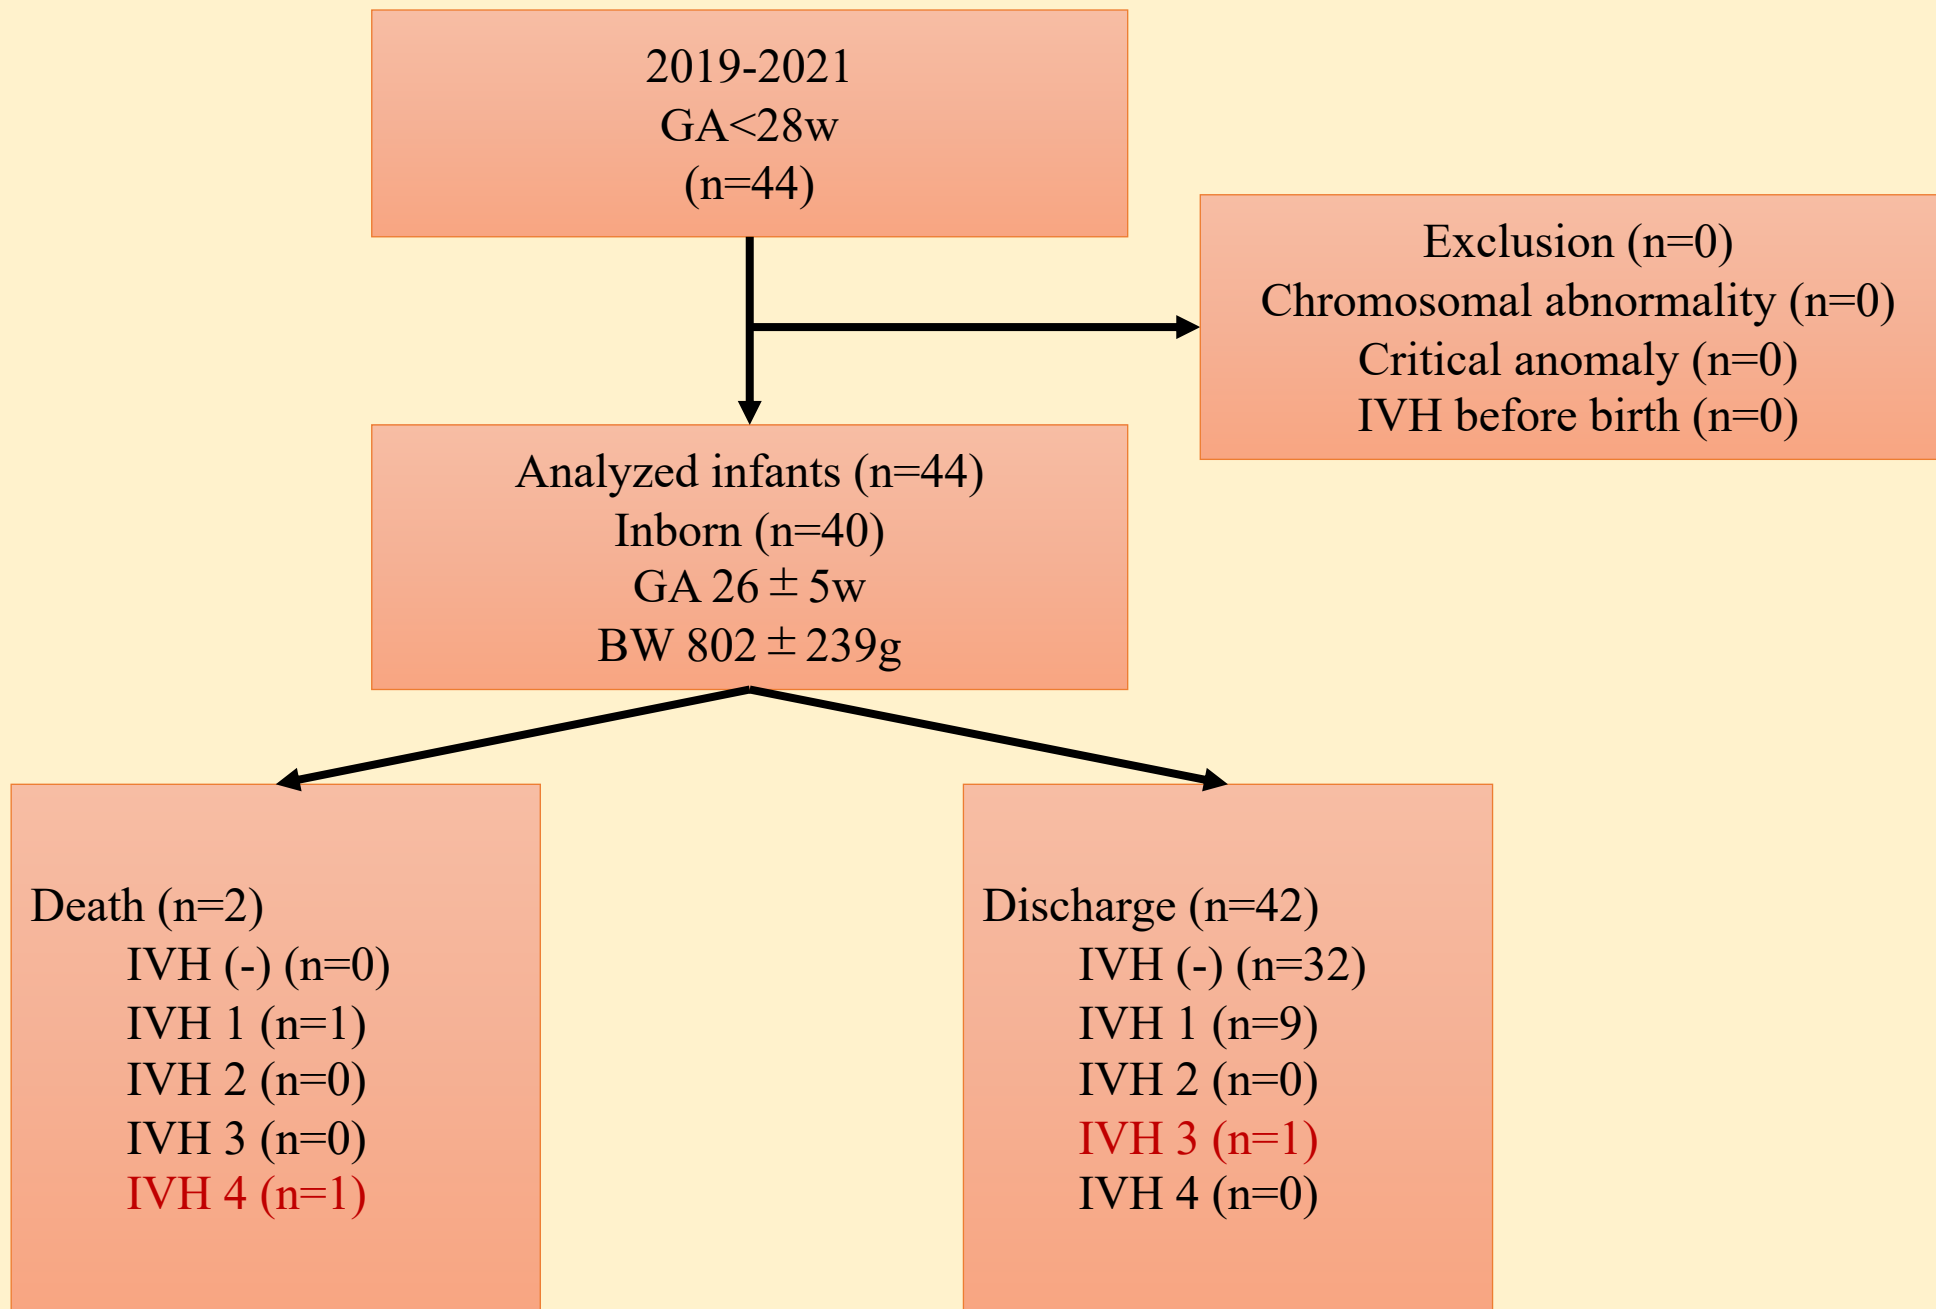 2019-2021
GA<28w
(n=44)
Exclusion (n=0)
Chromosomal abnormality (n=0)
Critical anomaly (n=0)
IVH before birth (n=0)
Analyzed infants (n=44)
Inborn (n=40)
GA 26±5w
BW 802±239g
Death (n=2)
IVH (-) (n=0)
IVH 1 (n=1)
IVH 2 (n=0)
IVH 3 (n=0)
IVH 4 (n=1)
Discharge (n=42)
IVH (-) (n=32)
IVH 1 (n=9)
IVH 2 (n=0)
IVH 3 (n=1)
IVH 4 (n=0)